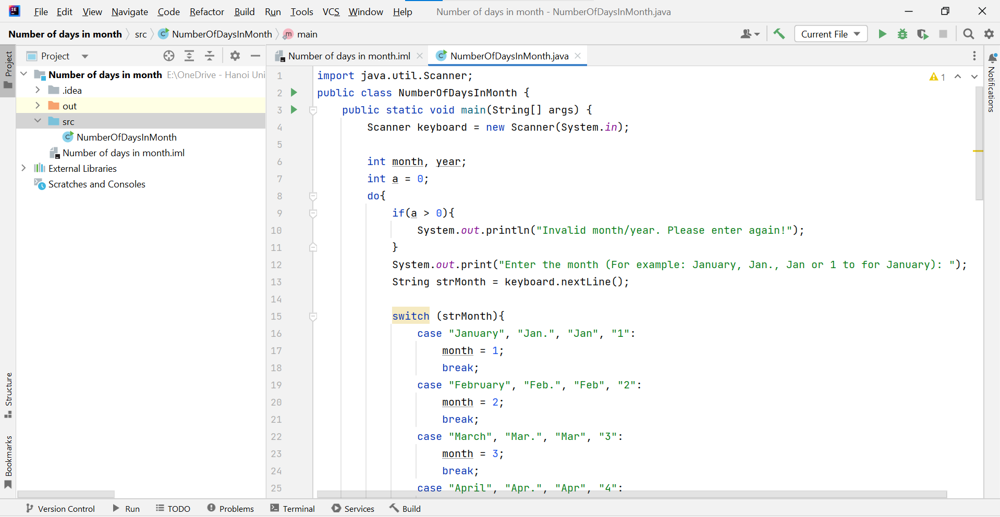 File Edit View Navigate Code Refactor Build Run Tools VCS Window Help Number of days in month - NumberOfDaysInMonth.java
Number of days in month src NumberOfDaysInMonth main Current File
Project
Project
Number of days in month E:\OneDrive - Hanoi Uni
.idea
out
src
NumberOfDaysInMonth
Number of days in month.iml
External Libraries
Scratches and Consoles
Structure
Bookmarks
Number of days in month.iml NumberOfDaysInMonth.java
1 import java.util.Scanner;
2 public class NumberOfDaysInMonth {
3 public static void main(String[] args) {
4 Scanner keyboard = new Scanner(System.in);
5
6 int month, year;
7 int a = 0;
8 do{
9 if(a > 0){
10 System.out.println("Invalid month/year. Please enter again!");
11 }
12 System.out.print("Enter the month (For example: January, Jan., Jan or 1 to for January): ");
13 String strMonth = keyboard.nextLine();
14
15 switch (strMonth){
16 case "January", "Jan.", "Jan", "1":
17 month = 1;
18 break;
19 case "February", "Feb.", "Feb", "2":
20 month = 2;
21 break;
22 case "March", "Mar.", "Mar", "3":
23 month = 3;
24 break;
25 case "April", "Apr.", "Apr", "4":
1
Notifications
Version Control Run TODO Problems Terminal Services Build